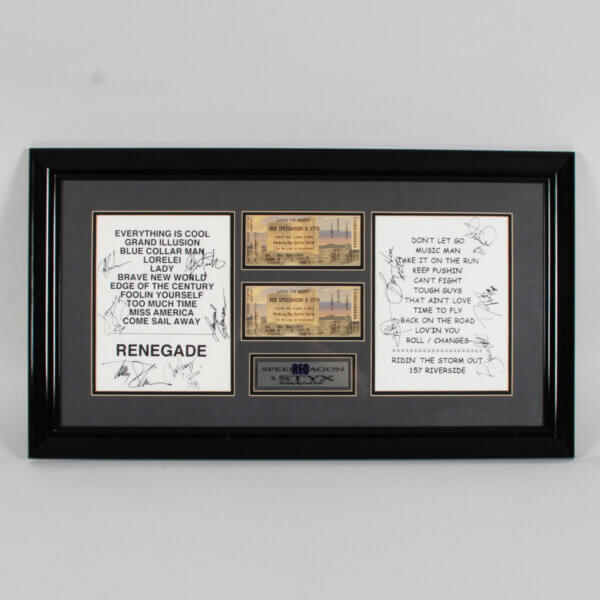 EVERYTHING IS COOL
GRAND ILLUSION
BLUE COLLAR MAN
LORELEI
LADY
BRAVE NEW WORLD
EDGE OF THE CENTURY
FOOLIN YOURSELF
TOO MUCH TIME
MISS AMERICA
COME SAIL AWAY
RENEGADE
REO SPEEDWAGON & STYX
REO SPEEDWAGON & STYX
REO
SPEEDWAGON
& STYX
DON'T LET GO
MUSIC MAN
TAKE IT ON THE RUN
KEEP PUSHIN'
CAN'T FIGHT
TOUGH GUYS
THAT AIN'T LOVE
TIME TO FLY
BACK ON THE ROAD
LOV'IN YOU
ROLL / CHANGES
RIDIN' THE STORM OUT
157 RIVERSIDE